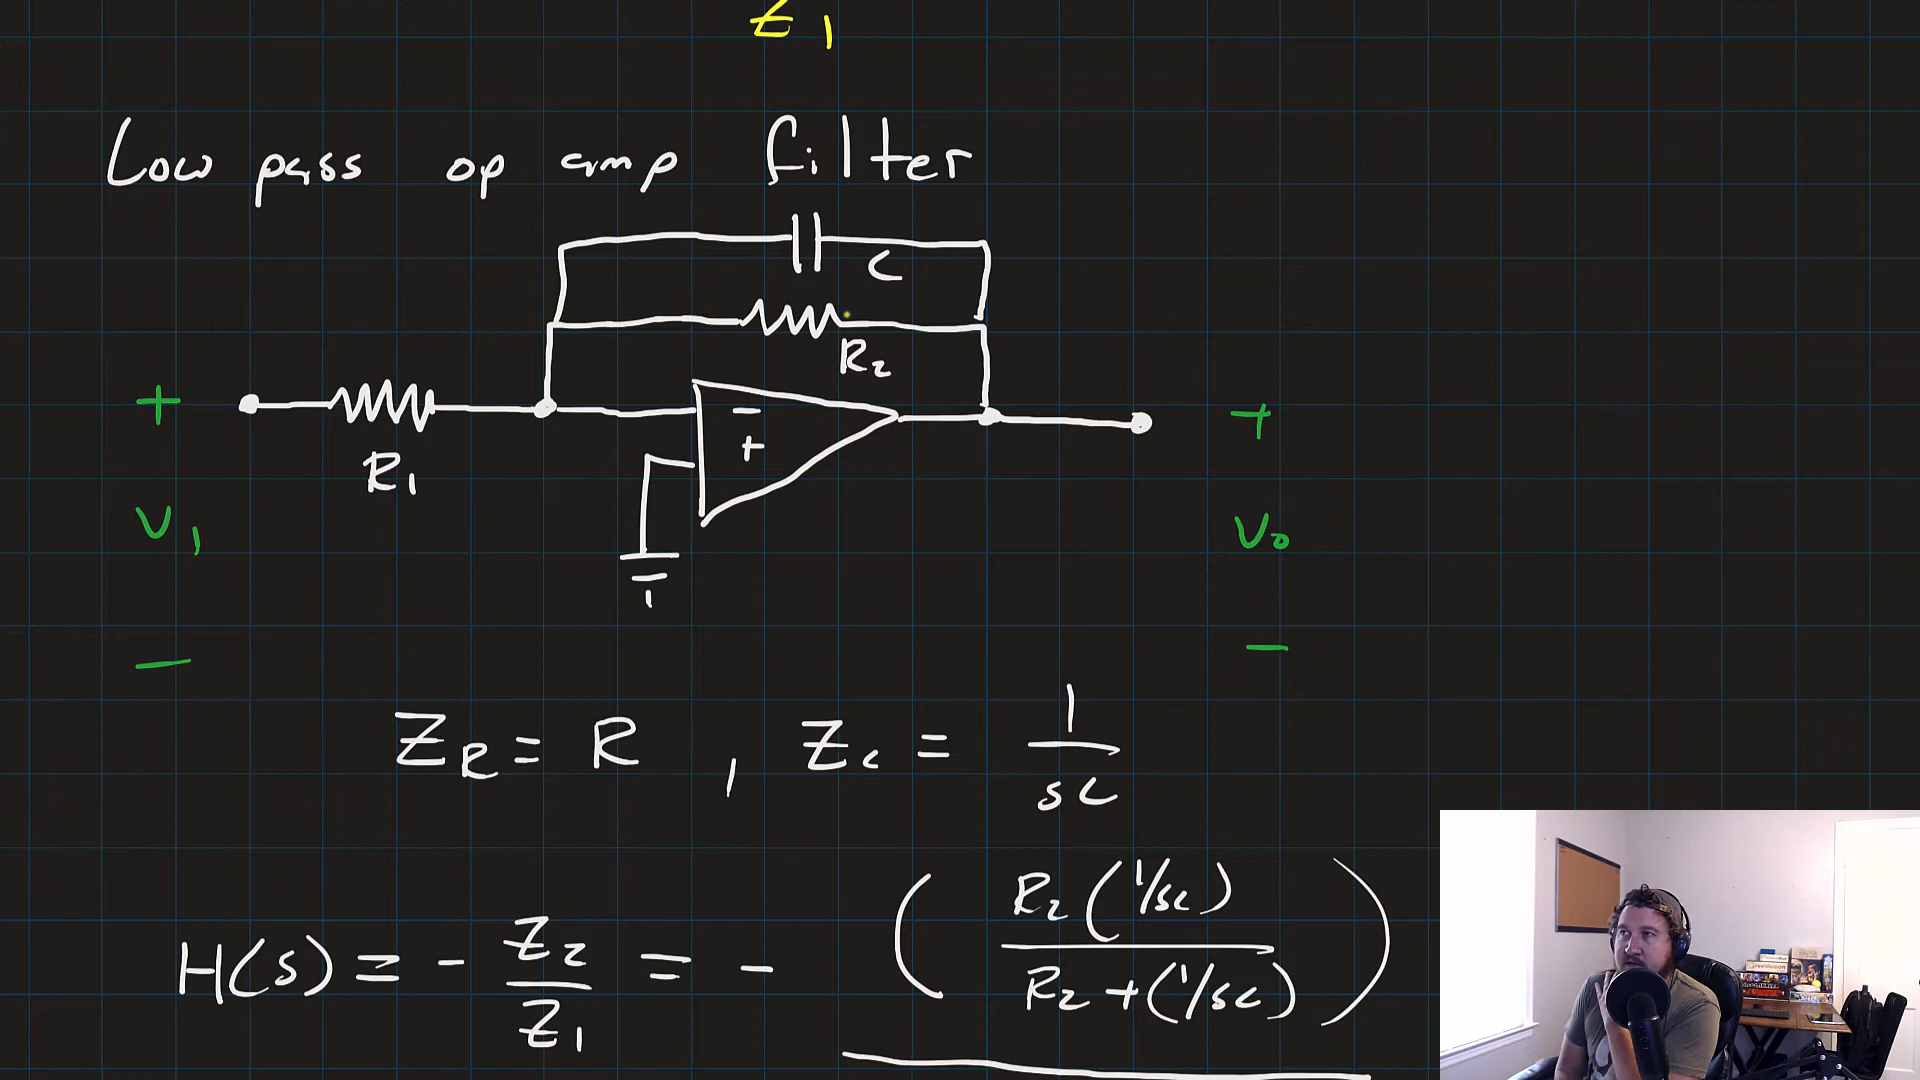 Z1
Low pass op amp filter
C
R2
+ R1 − + +
V1 V0
− −
ZR = R , Zc = 1/sc
H(s) = - Z2/Z1 = - ( R2(1/sc) / R2+(1/sc) )